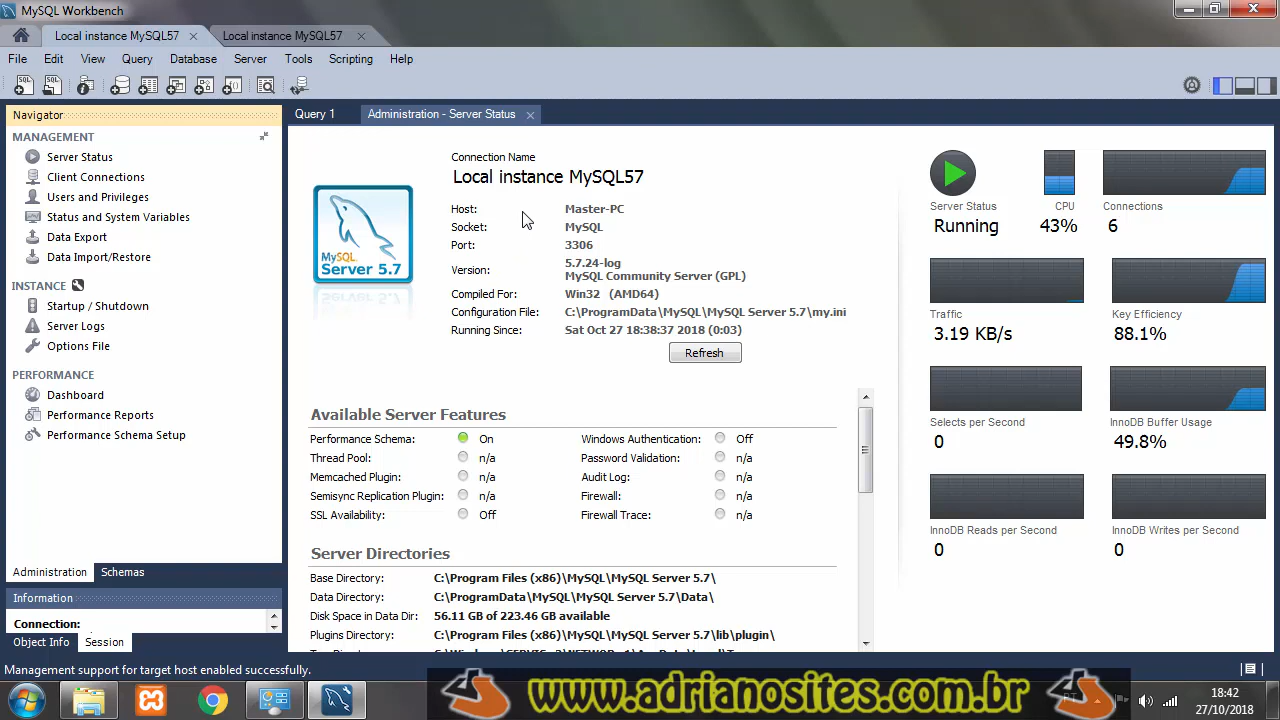 MySQL Workbench
Local instance MySQL57
Local instance MySQL57
File Edit View Query Database Server Tools Scripting Help
Navigator
MANAGEMENT
Server Status
Client Connections
Users and Privileges
Status and System Variables
Data Export
Data Import/Restore
INSTANCE
Startup / Shutdown
Server Logs
Options File
PERFORMANCE
Dashboard
Performance Reports
Performance Schema Setup
Administration Schemas
Information
Connection:
Object Info Session
Query 1
Administration - Server Status
MySQL
Server 5.7
Connection Name
Local instance MySQL57
Host: Master-PC
Socket: MySQL
Port: 3306
Version: 5.7.24-log
MySQL Community Server (GPL)
Compiled For: Win32 (AMD64)
Configuration File: C:\ProgramData\MySQL\MySQL Server 5.7\my.ini
Running Since: Sat Oct 27 18:38:37 2018 (0:03)
Refresh
Available Server Features
Performance Schema: On
Thread Pool: n/a
Memcached Plugin: n/a
Semisync Replication Plugin: n/a
SSL Availability: Off
Windows Authentication: Off
Password Validation: n/a
Audit Log: n/a
Firewall: n/a
Firewall Trace: n/a
Server Directories
Base Directory: C:\Program Files (x86)\MySQL\MySQL Server 5.7\
Data Directory: C:\ProgramData\MySQL\MySQL Server 5.7\Data\
Disk Space in Data Dir: 56.11 GB of 223.46 GB available
Plugins Directory: C:\Program Files (x86)\MySQL\MySQL Server 5.7\lib\plugin\
Server Status
Running
CPU
43%
Connections
6
Traffic
3.19 KB/s
Key Efficiency
88.1%
Selects per Second
0
InnoDB Buffer Usage
49.8%
InnoDB Reads per Second
0
InnoDB Writes per Second
0
Management support for target host enabled successfully.
www.adrianosites.com.br
PT
18:42
27/10/2018